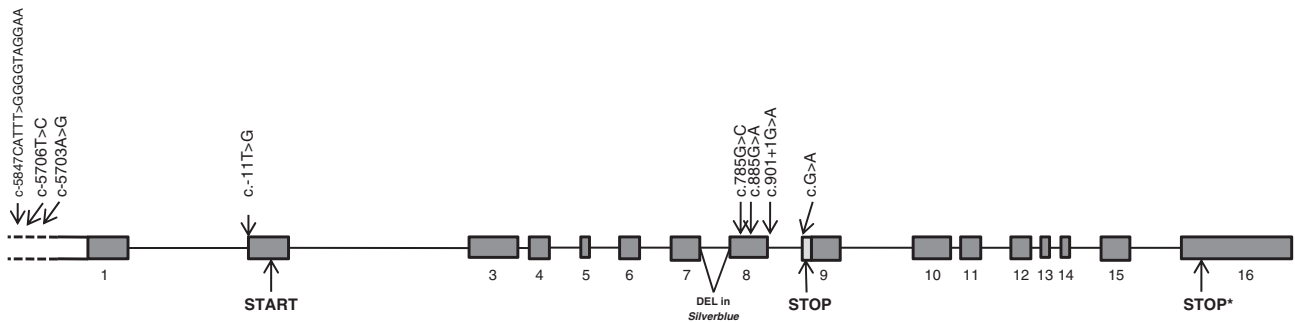 c-5847CATTT>GGGGTAGGAA
c-5706T>C
c-5703A>G
c.-11T>G
c.785G>C
c.885G>A
c.901+1G>A
c.G>A
1
3
4
5
6
7
8
9
10
11
12
13
14
15
16
START
DEL in
Silverblue
STOP
STOP*